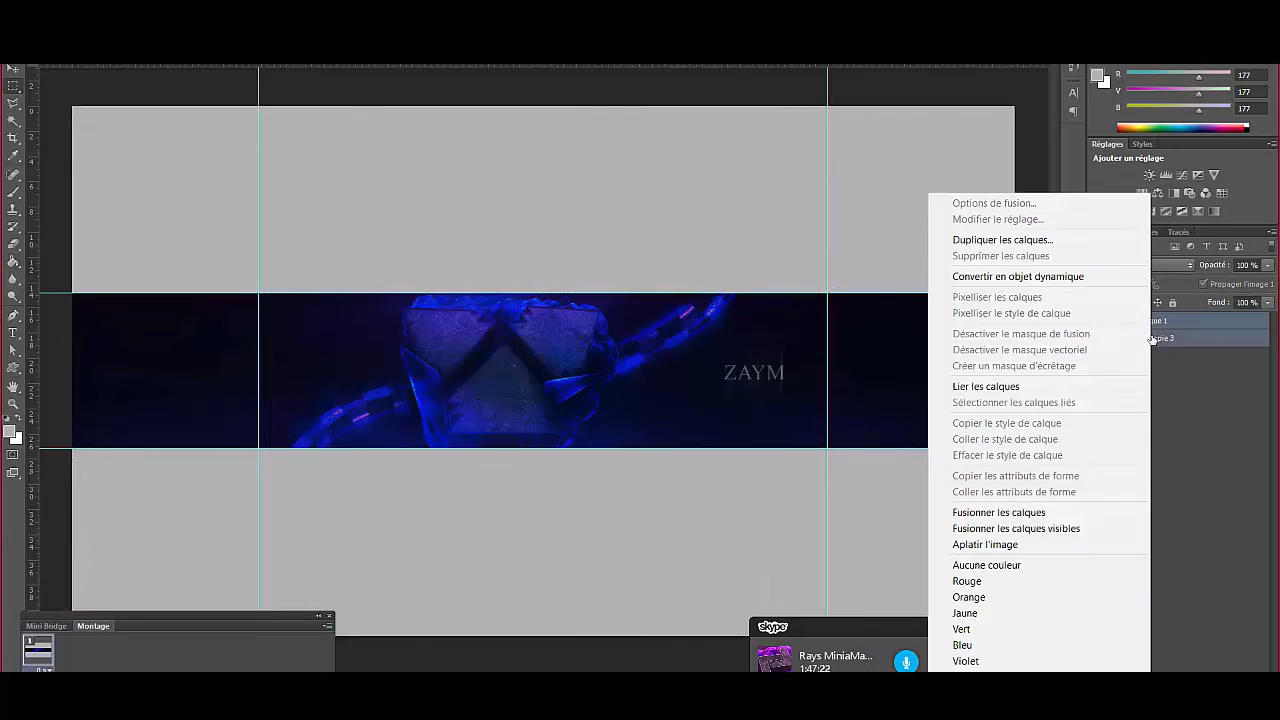 R 177
V 177
B 177
Réglages Styles
Ajouter un réglage
Tracés
Opacité : 100 %
Propager l'image 1
Fond : 100 %
que 1
copie 3
Options de fusion...
Modifier le réglage...
Dupliquer les calques...
Supprimer les calques
Convertir en objet dynamique
Pixelliser les calques
Pixelliser le style de calque
Désactiver le masque de fusion
Désactiver le masque vectoriel
Créer un masque d'écrêtage
Lier les calques
Sélectionner les calques liés
Copier le style de calque
Coller le style de calque
Effacer le style de calque
Copier les attributs de forme
Coller les attributs de forme
Fusionner les calques
Fusionner les calques visibles
Aplatir l'image
Aucune couleur
Rouge
Orange
Jaune
Vert
Bleu
Violet
ZAYM
Mini Bridge Montage
1
skype
Rays MiniaMa...
1:47:22